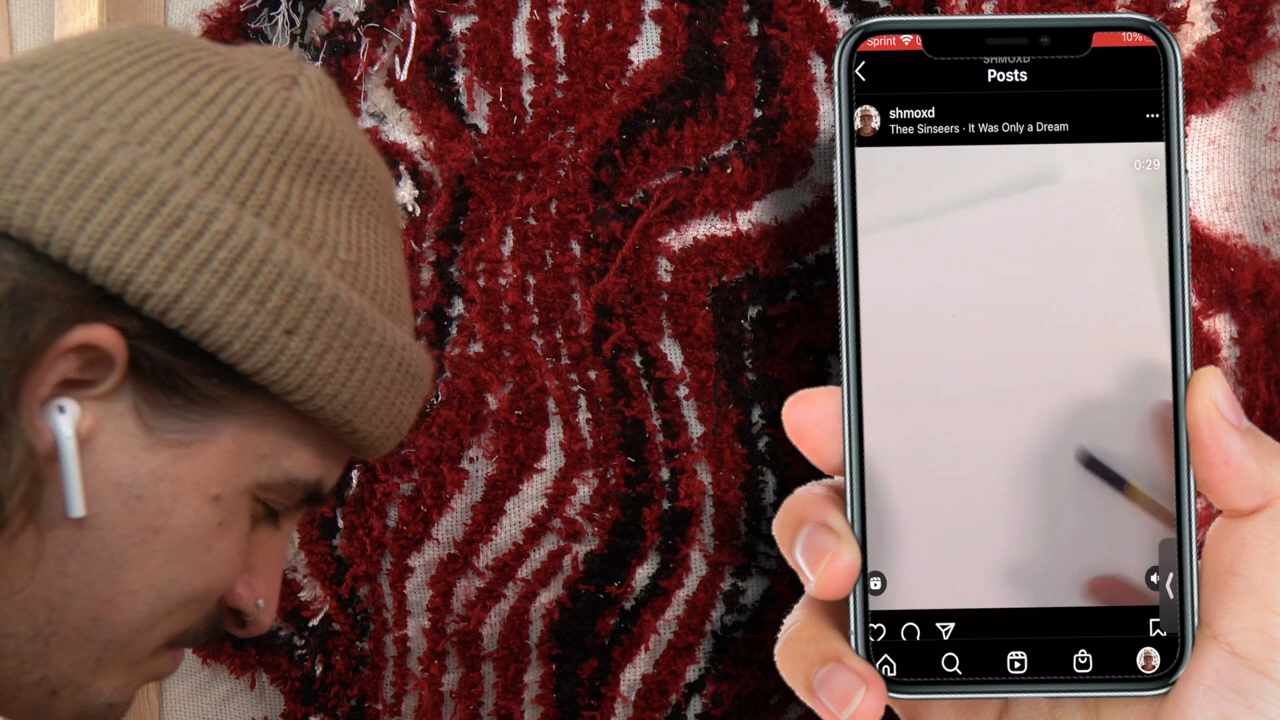 Sprint
10%
SHMOXD
Posts
shmoxd
Thee Sinseers · It Was Only a Dream
0:29